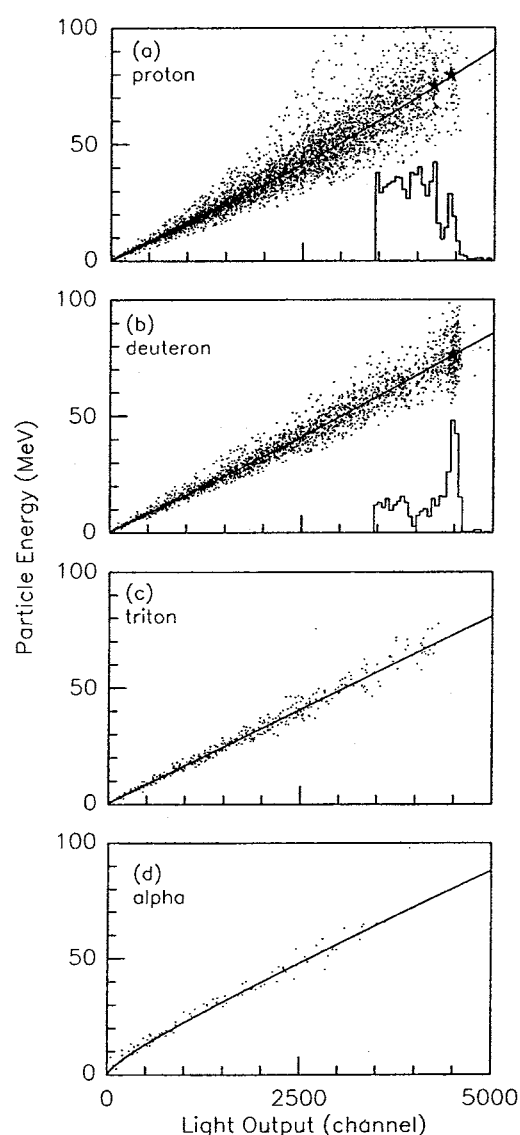 100
(a)
proton
50
0
100
(b)
deuteron
50
0
100
(c)
triton
50
0
100
(d)
alpha
50
0
0 2500 5000
Light Output (channel)
Particle Energy (MeV)